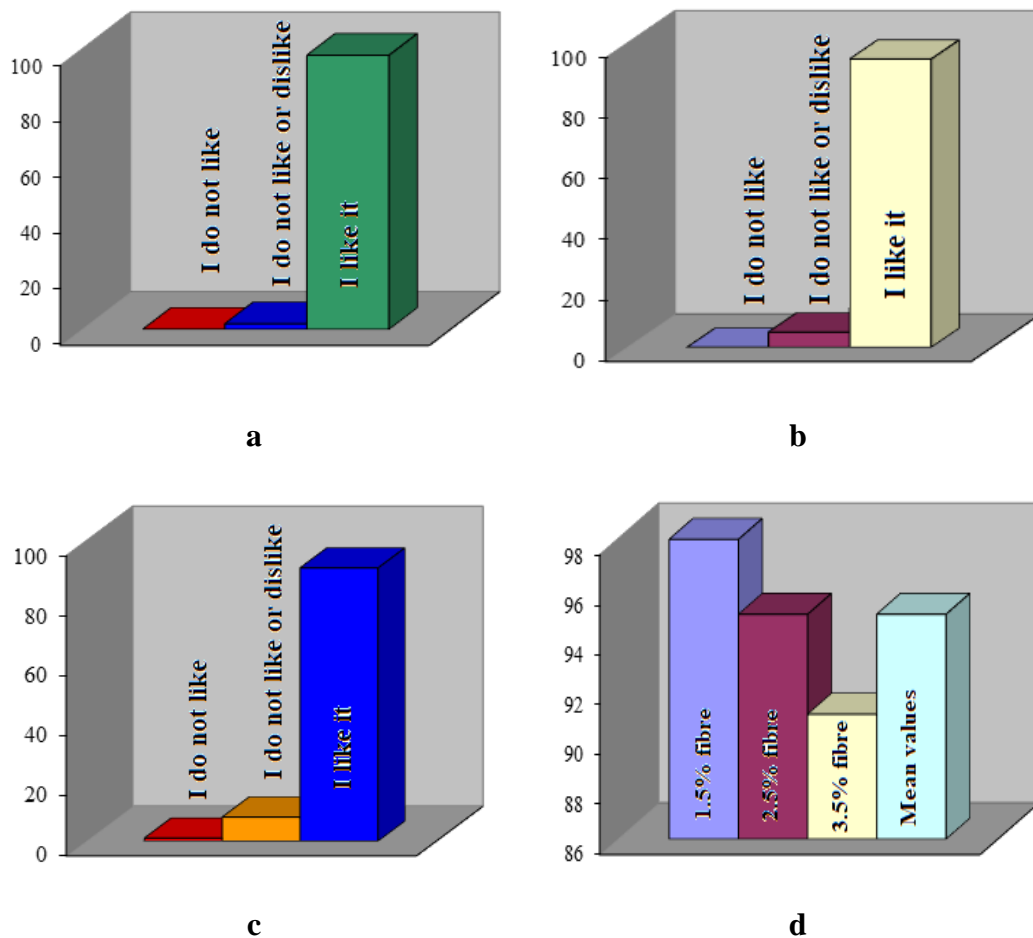 100
80
60
40
20
0
I do not like
I do not like or dislike
I like it
a
100
80
60
40
20
0
I do not like
I do not like or dislike
I like it
b
100
80
60
40
20
0
I do not like
I do not like or dislike
I like it
c
98
96
94
92
90
88
86
1.5% fibre
2.5% fibre
3.5% fibre
Mean values
d